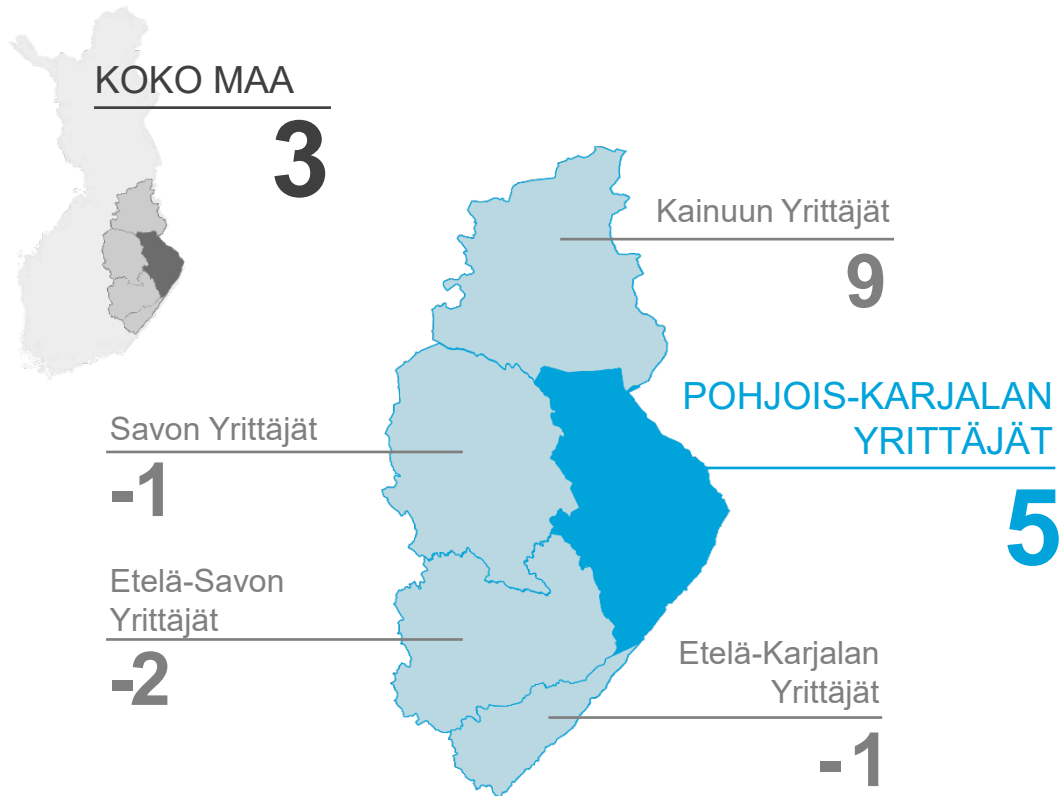 KOKO MAA
3
Kainuun Yrittäjät
9
POHJOIS-KARJALAN
YRITTÄJÄT
5
Savon Yrittäjät
-1
Etelä-Savon
Yrittäjät
-2
Etelä-Karjalan
Yrittäjät
-1